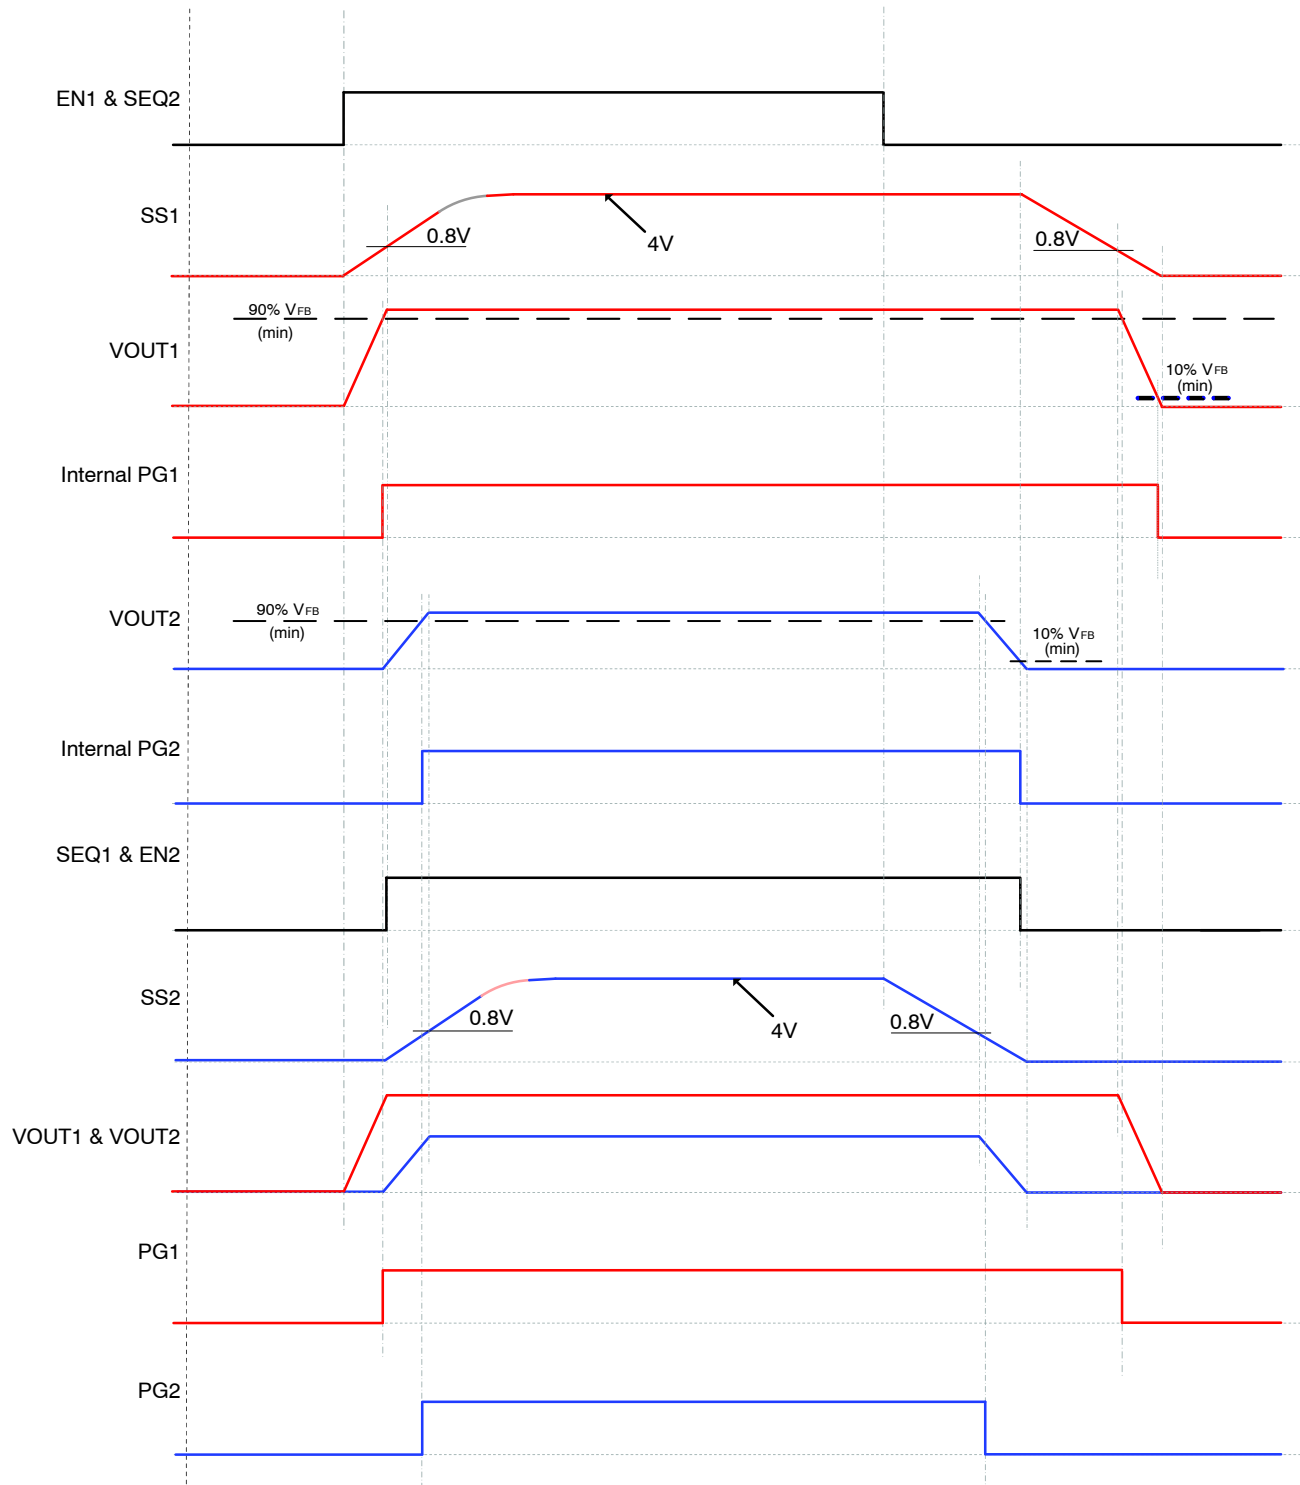 EN1 & SEQ2
SS1
0.8V
4V
0.8V
90% VFB
(min)
VOUT1
10% VFB
(min)
Internal PG1
90% VFB
(min)
VOUT2
10% VFB
(min)
Internal PG2
SEQ1 & EN2
SS2
0.8V
4V
0.8V
VOUT1 & VOUT2
PG1
PG2